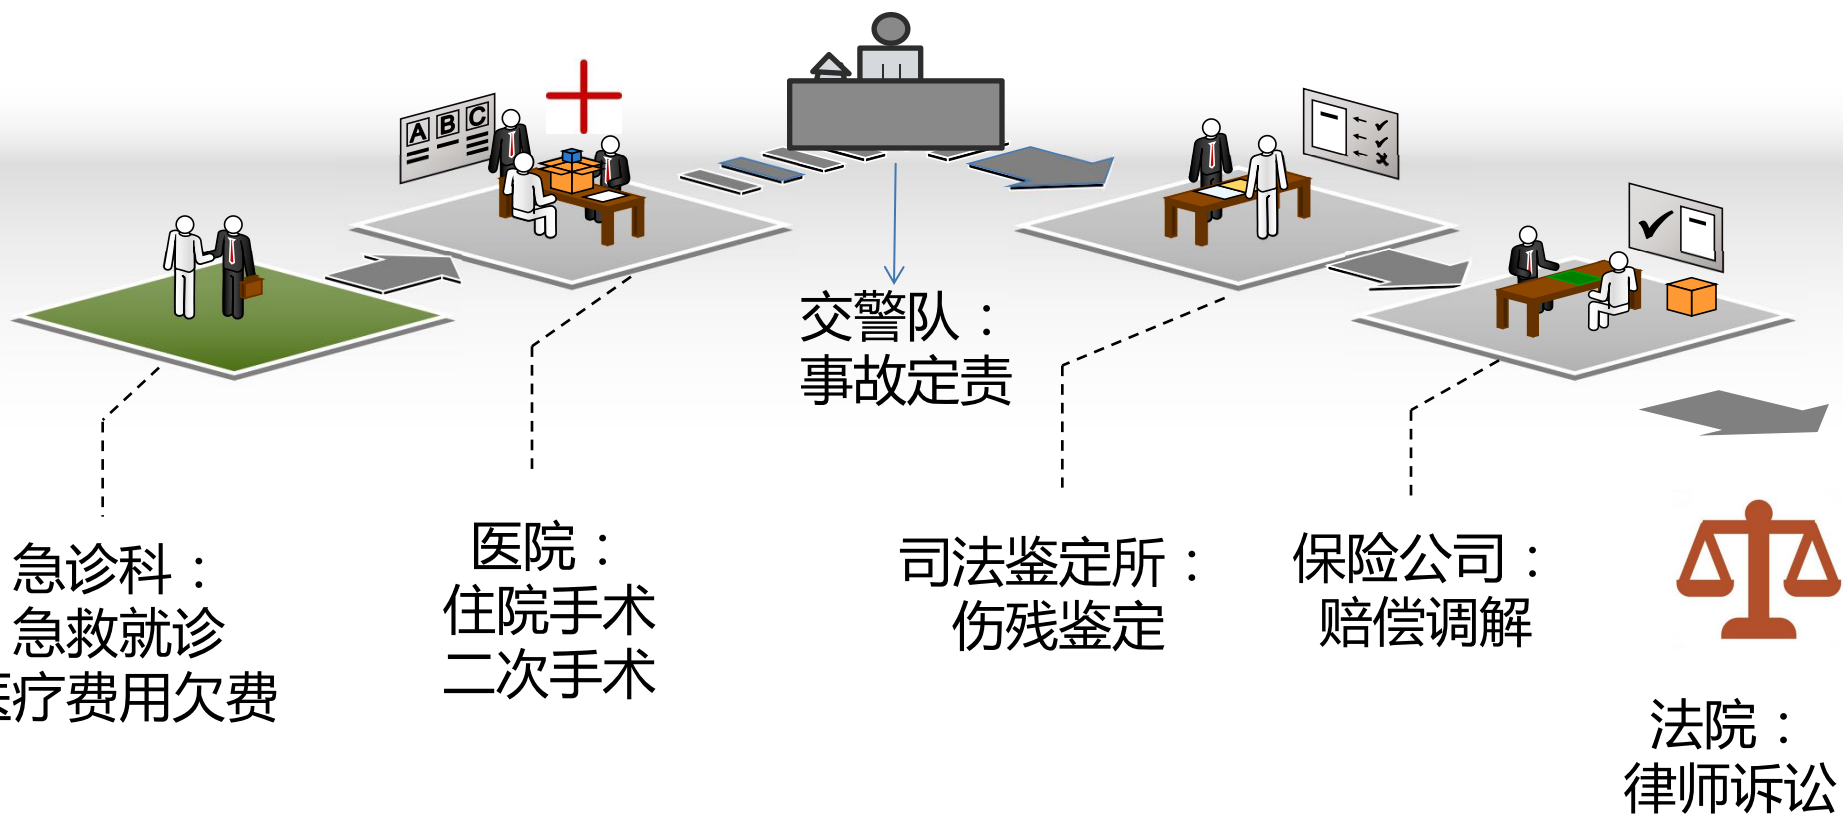 A B C
交警队：
事故定责
急诊科：
急救就诊
医疗费用欠费
医院：
住院手术
二次手术
司法鉴定所：
伤残鉴定
保险公司：
赔偿调解
法院：
律师诉讼